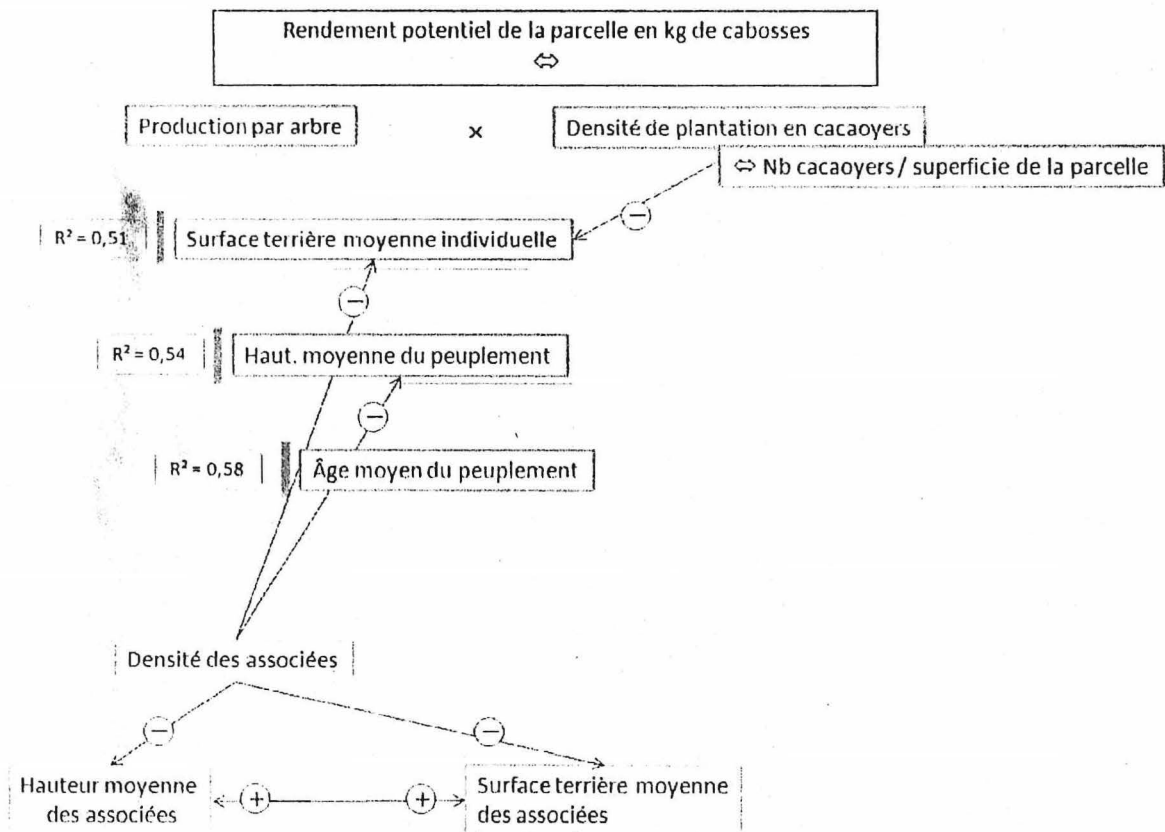 Rendement potentiel de la parcelle en kg de cabosses
⇔
Production par arbre × Densité de plantation en cacaoyers
⇔ Nb cacaoyers / superficie de la parcelle
−
R² = 0,51 Surface terrière moyenne individuelle
−
R² = 0,54 Haut. moyenne du peuplement
−
R² = 0,58 Âge moyen du peuplement
Densité des associées
− −
Hauteur moyenne
des associées
+ +
Surface terrière moyenne
des associées